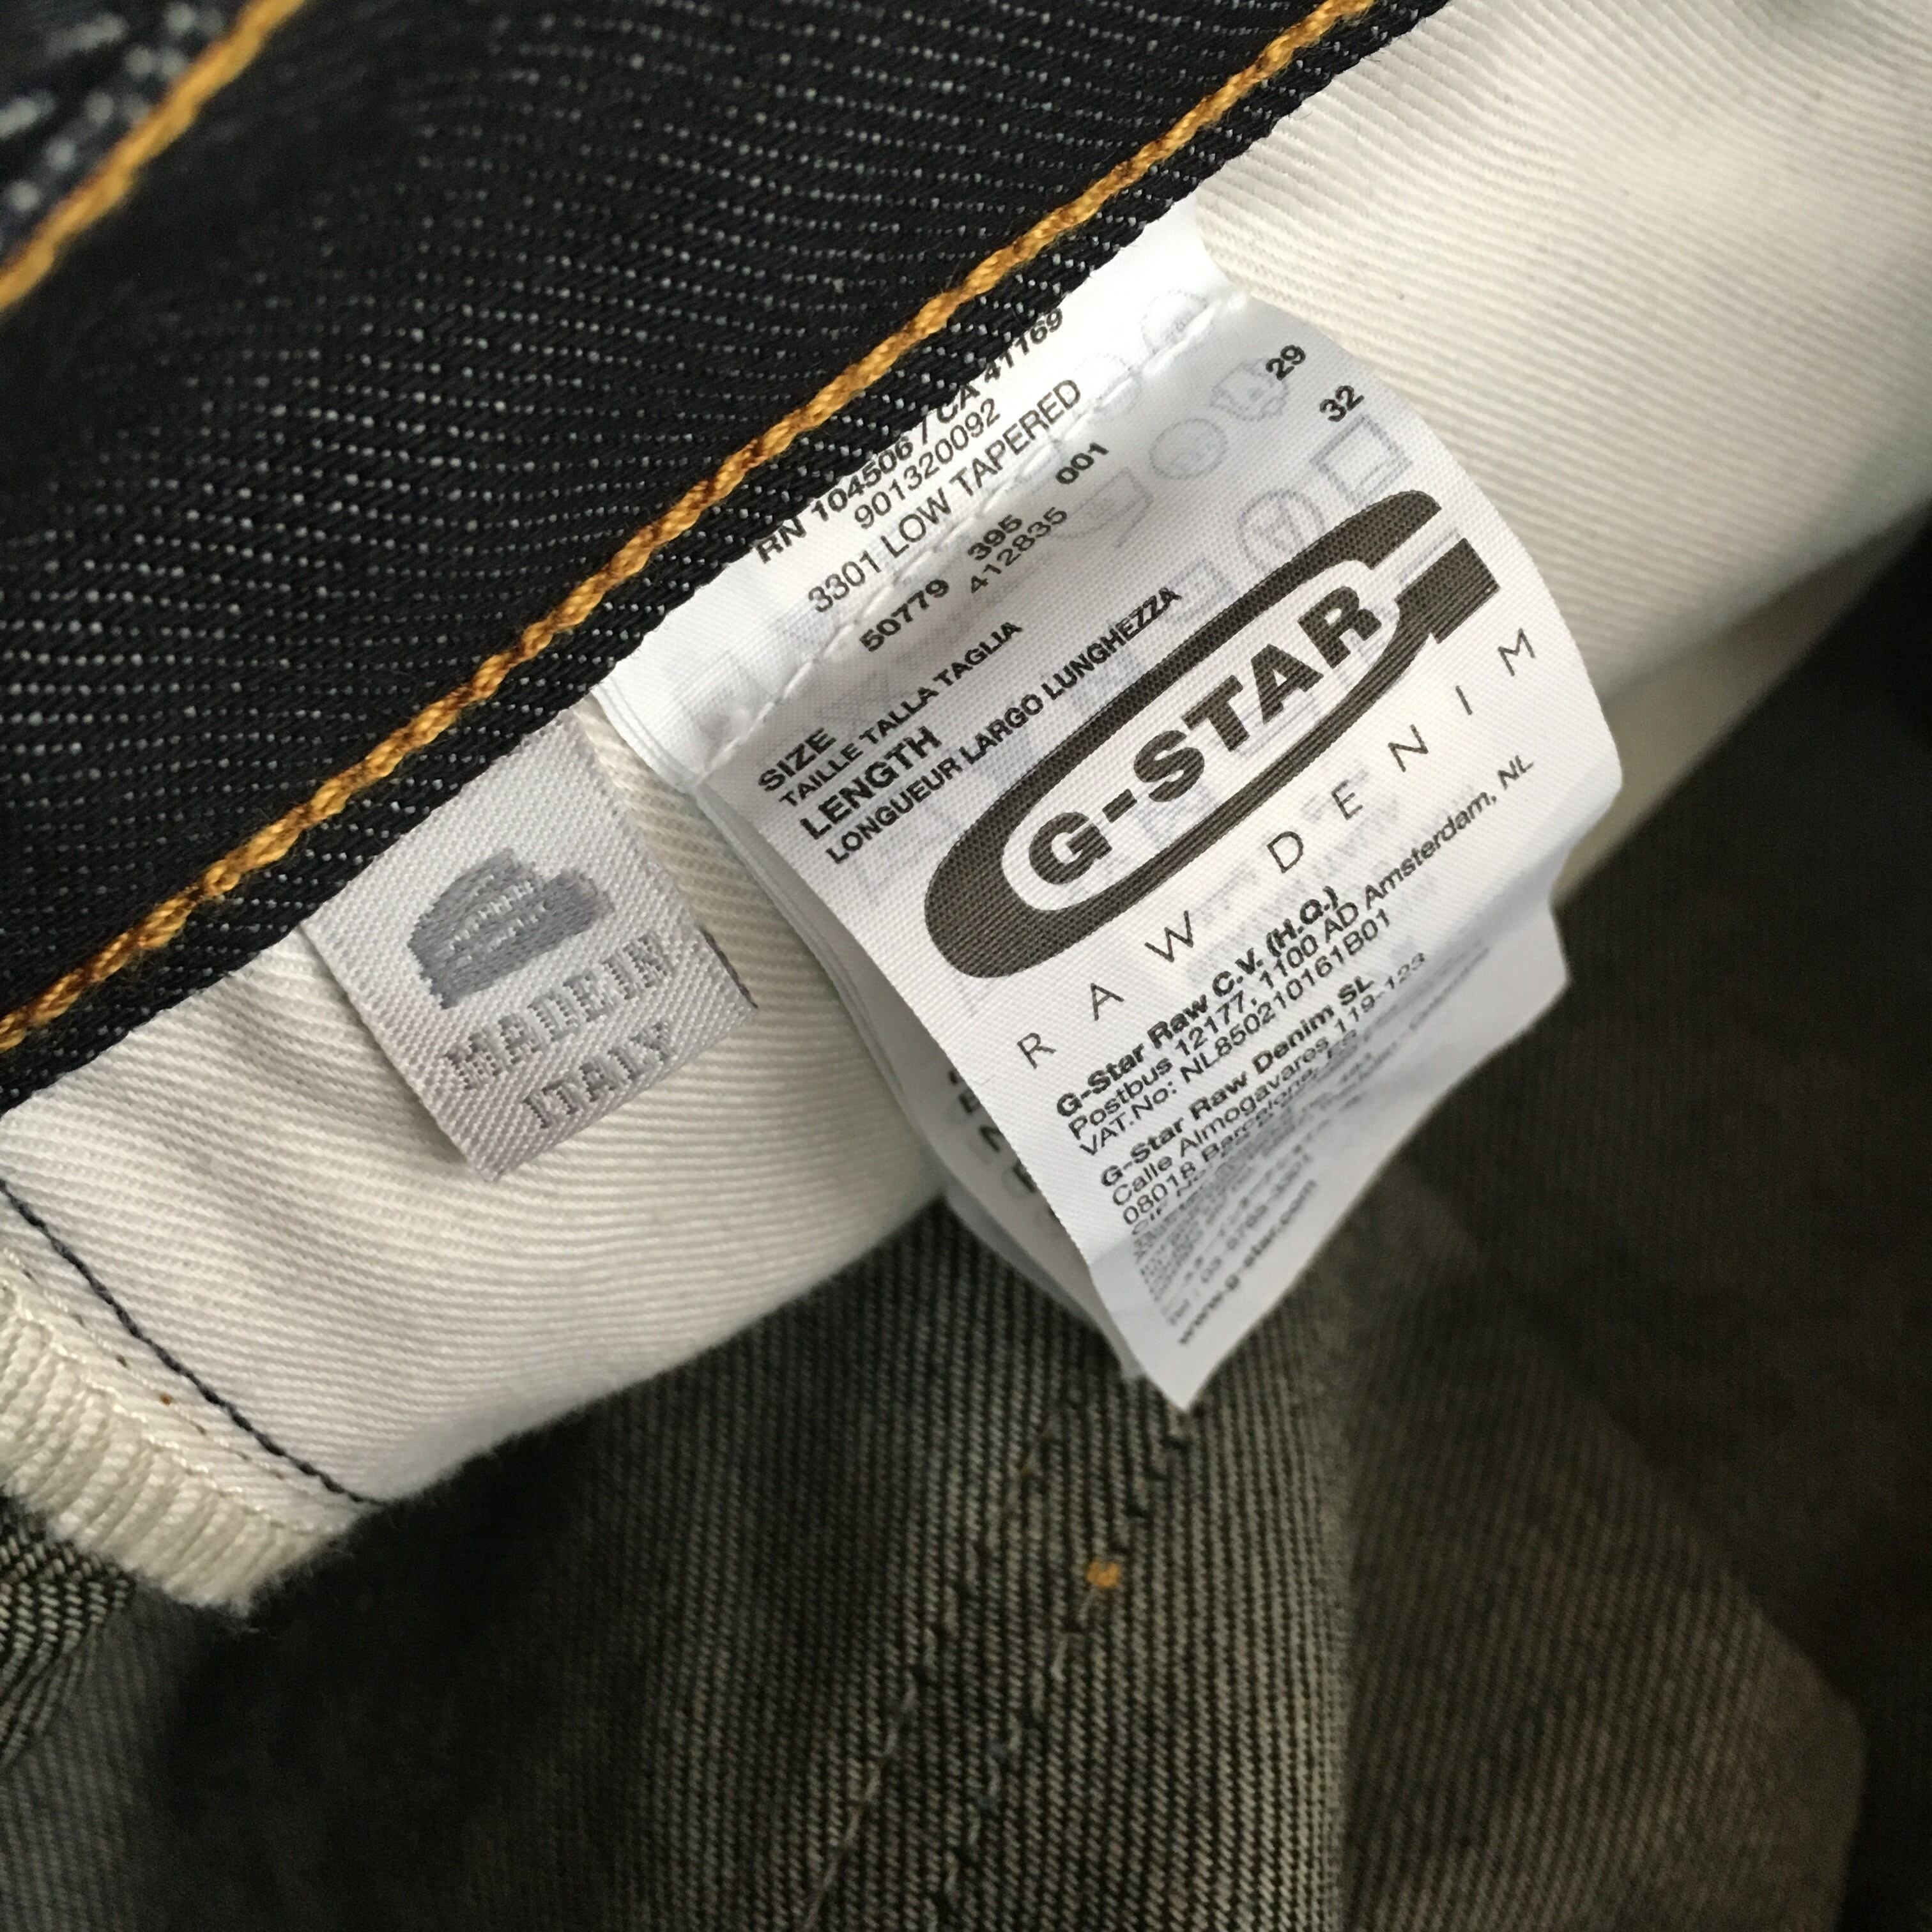 RN 104506 / CA 41169
901320092
3301 LOW TAPERED
50779 395 001
412835
SIZE 29
TAILLE TALLA TAGLIA
LENGTH 32
LONGUEUR LARGO LUNGHEZZA
G-STAR
RAW DENIM
G-Star Raw C.V. (H.Q.)
Postbus 12177, 1100 AD Amsterdam, NL
VAT.No: NL850210161B01
G-Star Raw Denim SL
Calle Almogavares 119-123
08018 Barcelona,
www.g-star.com
MADE IN
ITALY